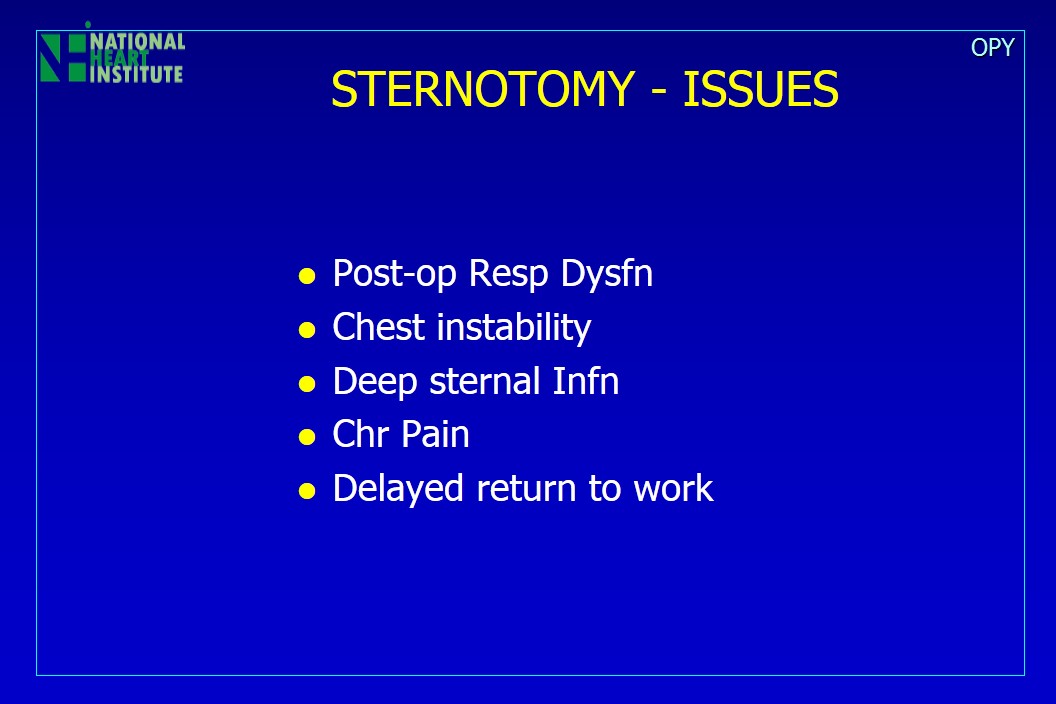 NATIONAL
HEART
INSTITUTE
OPY
STERNOTOMY - ISSUES
Post-op Resp Dysfn
Chest instability
Deep sternal Infn
Chr Pain
Delayed return to work